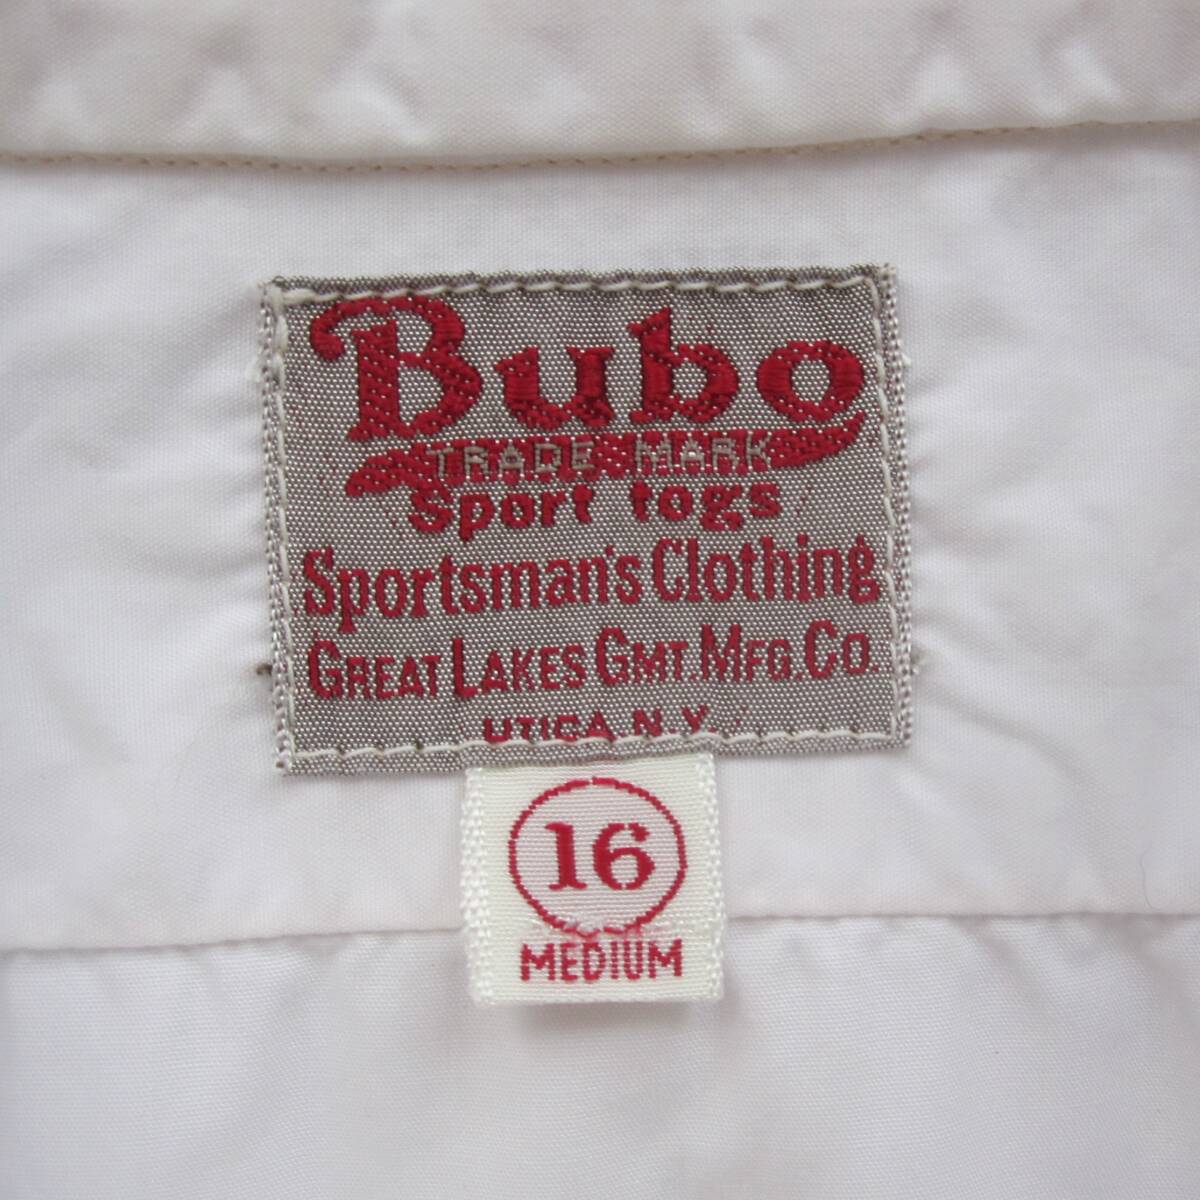 Bubo
TRADE MARK
Sport togs
Sportsman's Clothing
GREAT LAKES GMT. MFG. CO.
UTICA, N.Y.
16
MEDIUM